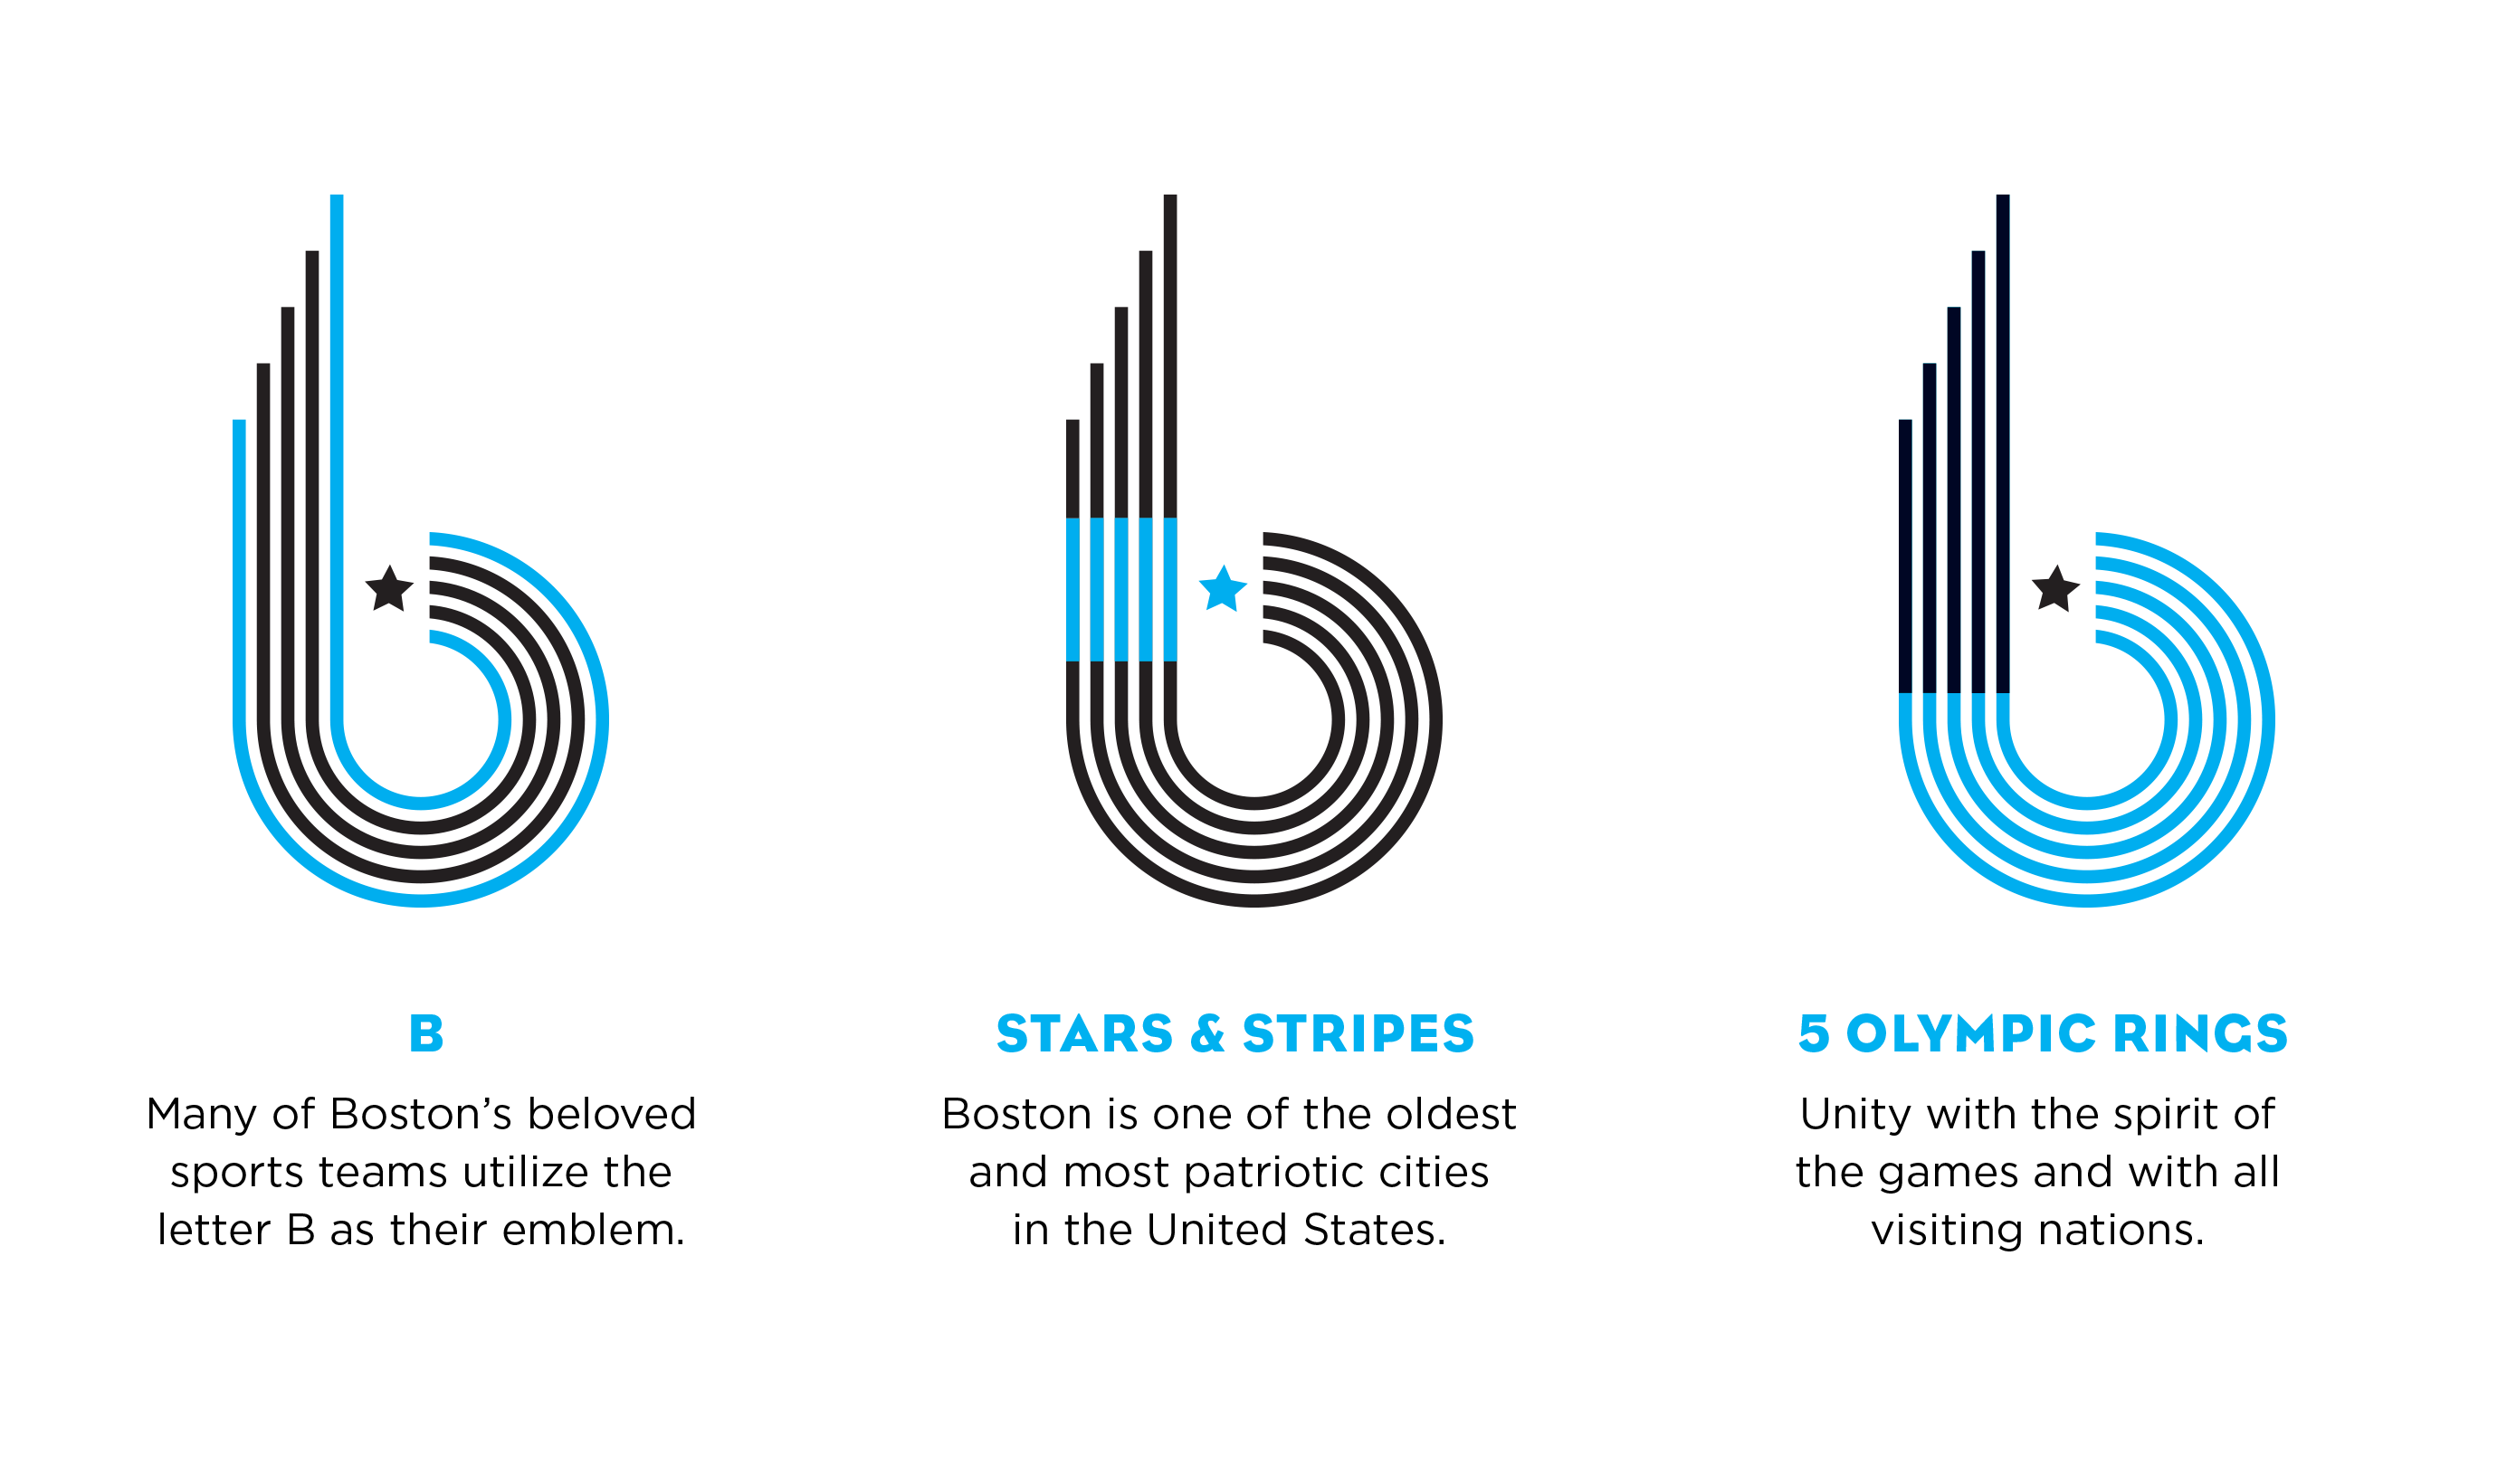 B
Many of Boston’s beloved
sports teams utilize the
letter B as their emblem.
STARS & STRIPES
Boston is one of the oldest
and most patriotic cities
in the United States.
5 OLYMPIC RINGS
Unity with the spirit of
the games and with all
visiting nations.